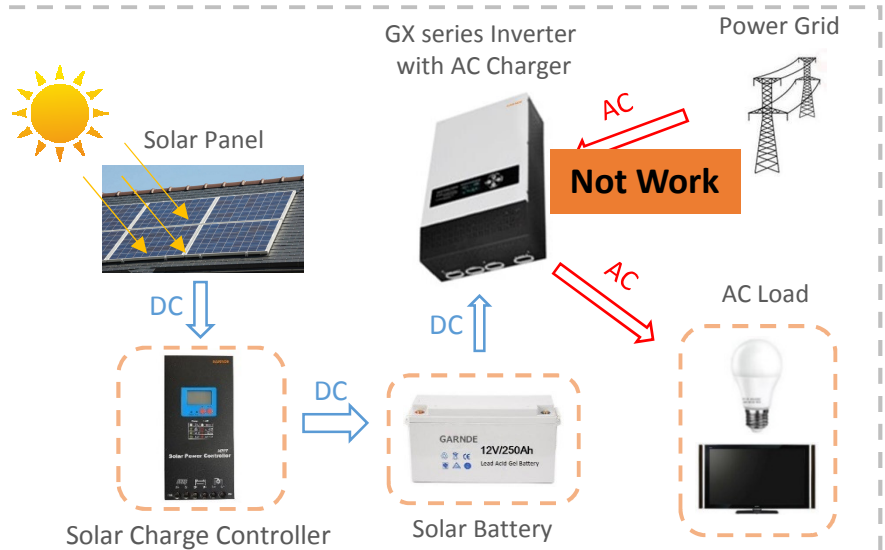 GX series Inverter
with AC Charger
Power Grid
Solar Panel
AC
Not Work
DC
AC
DC
AC Load
DC
GARNDE
12V/250Ah
Lead Acid Gel Battery
MPPT
Solar Power Controller
Solar Charge Controller
Solar Battery